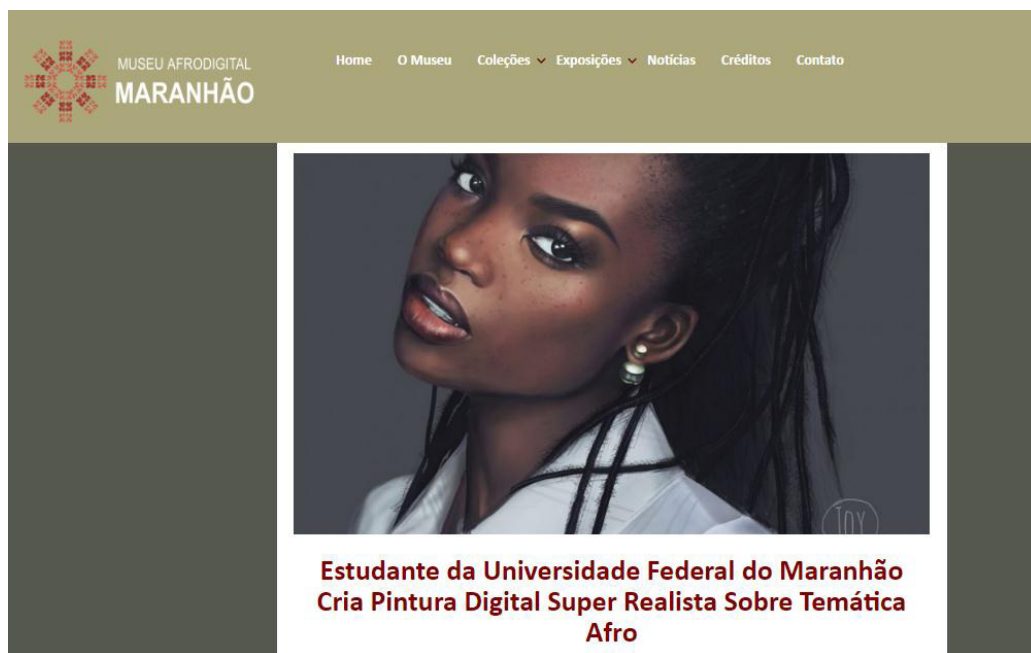 MUSEU AFRODIGITAL
MARANHÃO
Home O Museu Coleções Exposições Notícias Créditos Contato
JOY
Estudante da Universidade Federal do Maranhão
Cria Pintura Digital Super Realista Sobre Temática
Afro